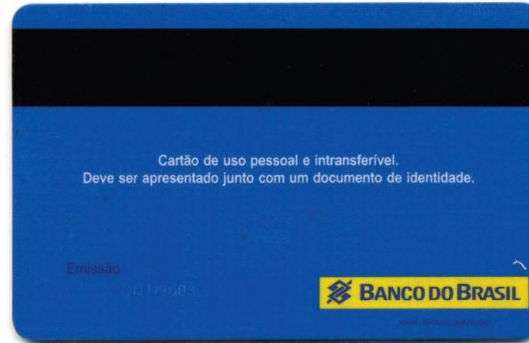 Cartão de uso pessoal e intransferível.
Deve ser apresentado junto com um documento de identidade.
Emissão
BANCO DO BRASIL